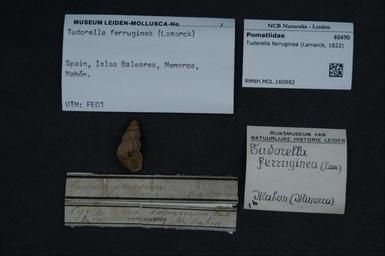 MUSEUM LEIDEN-MOLLUSCA-No. /
Tudorella ferruginea (Lamarck)
Spain, Islas Baleares, Menorca,
Mahón.
UTM: FE01
NCB Naturalis - Leiden
Pomatiidae 40490
Tudorella ferruginea (Lamarck, 1822)
RMNH.MOL.160982
RIJKSMUSEUM VAN
NATUURLIJKE HISTORIE LEIDEN
Tudorella
ferruginea (Lam.)
Mahon (Minorca)